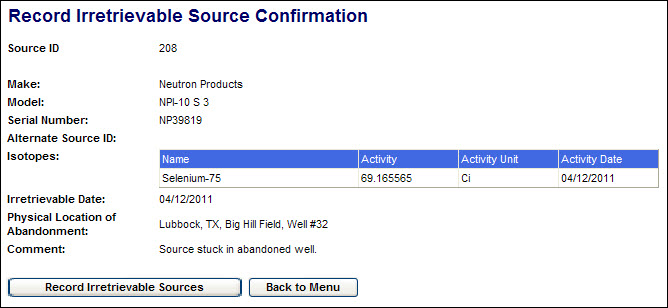 Record Irretrievable Source Confirmation
Source ID 208
Make: Neutron Products
Model: NPI-10 S 3
Serial Number: NP39819
Alternate Source ID:
Isotopes:
Name Activity Activity Unit Activity Date
Selenium-75 69.165565 Ci 04/12/2011
Irretrievable Date: 04/12/2011
Physical Location of
Abandonment: Lubbock, TX, Big Hill Field, Well #32
Comment: Source stuck in abandoned well.
Record Irretrievable Sources Back to Menu